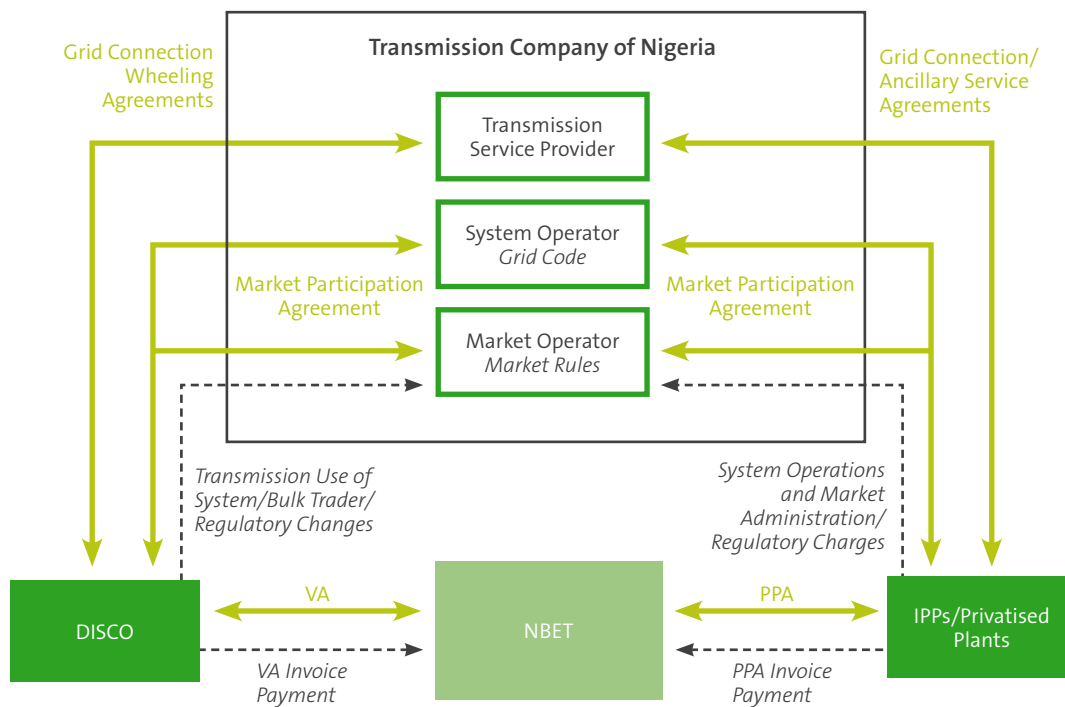 Transmission Company of Nigeria
Grid Connection
Wheeling
Agreements
Grid Connection/
Ancillary Service
Agreements
Transmission
Service Provider
System Operator
Grid Code
Market Participation
Agreement
Market Participation
Agreement
Market Operator
Market Rules
Transmission Use of
System/Bulk Trader/
Regulatory Changes
System Operations
and Market
Administration/
Regulatory Charges
DISCO
VA
NBET
PPA
IPPs/Privatised
Plants
VA Invoice
Payment
PPA Invoice
Payment